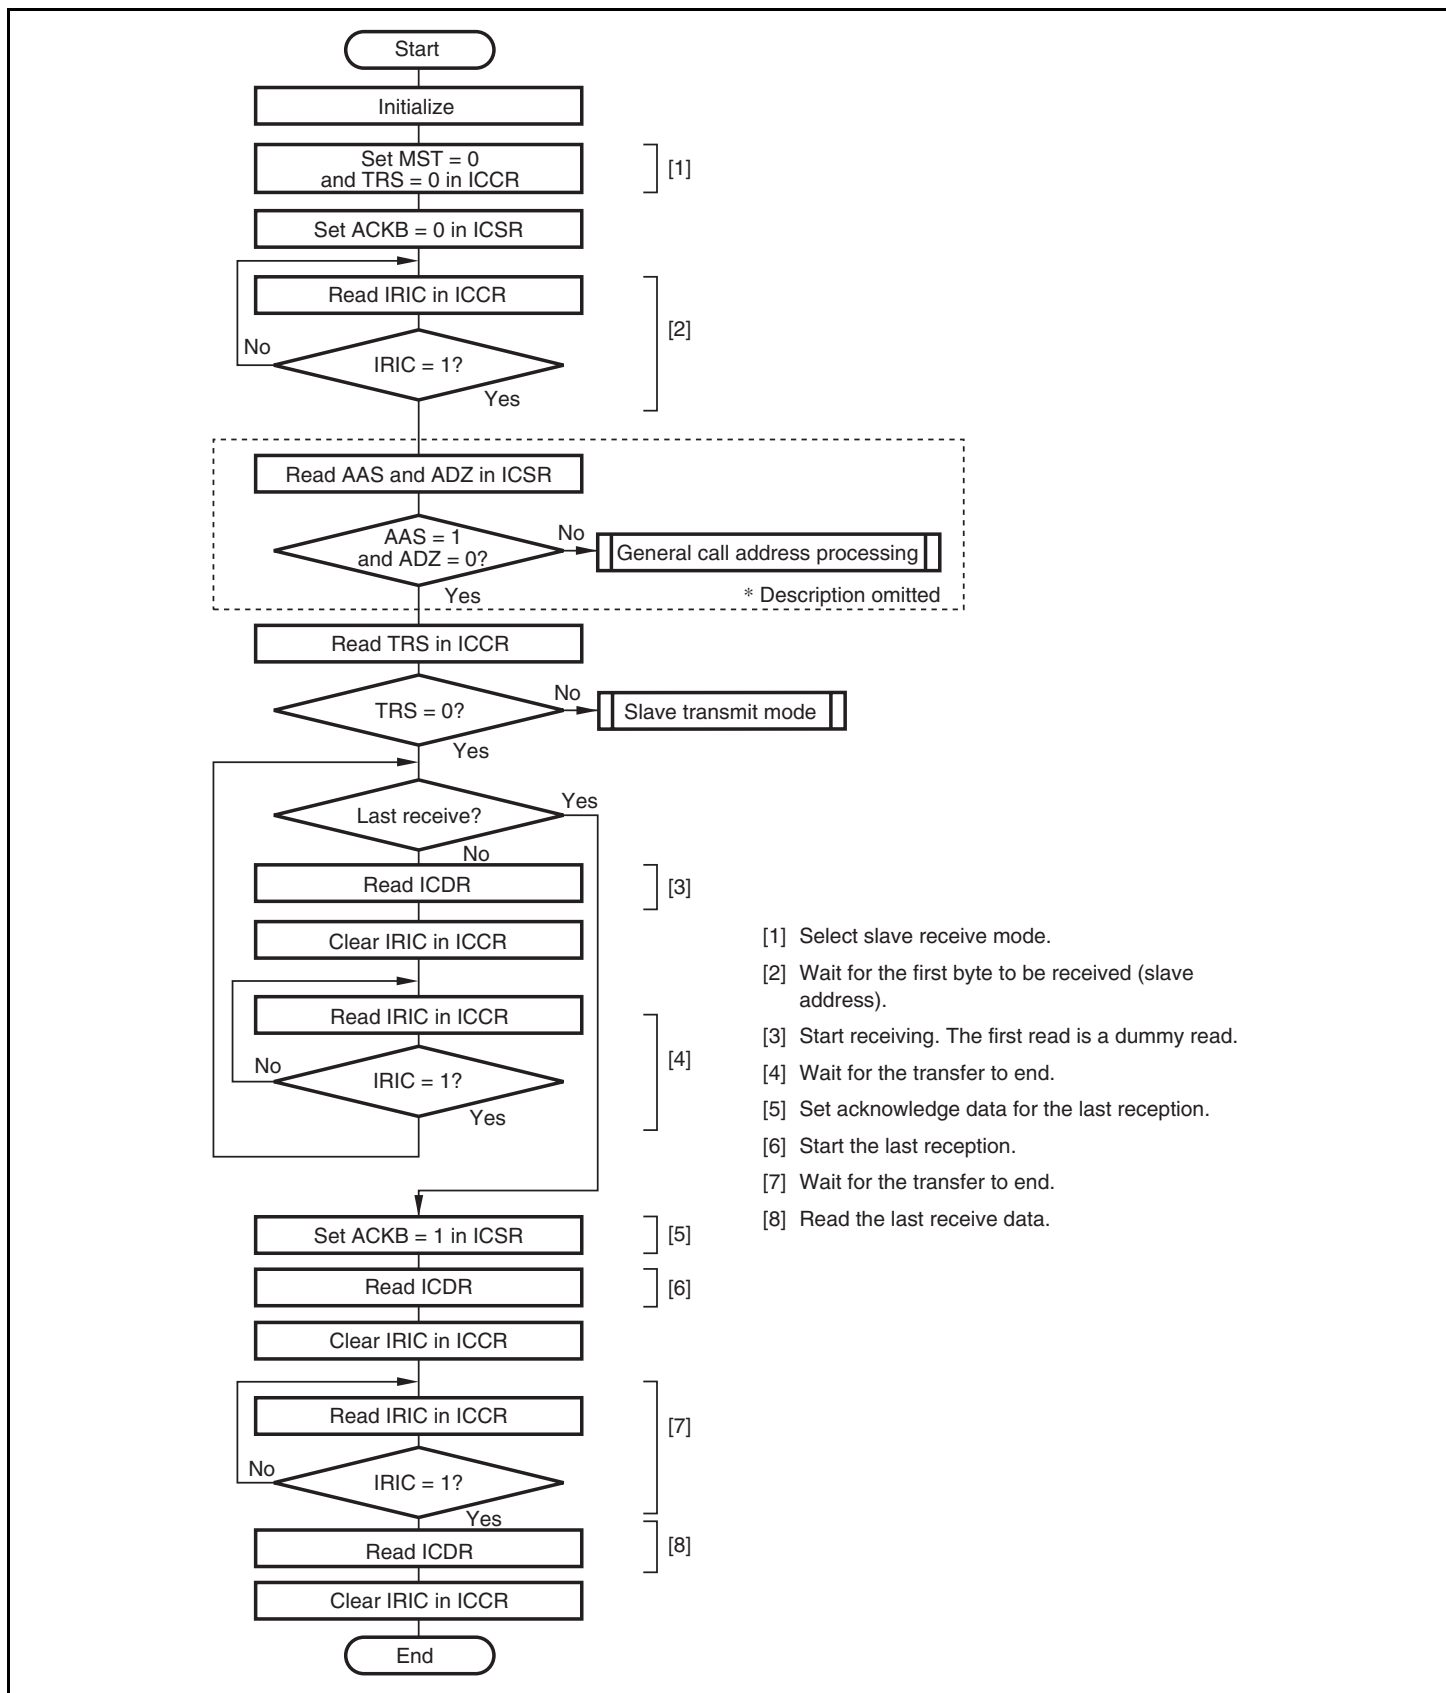 Start
Initialize
Set MST = 0
and TRS = 0 in ICCR
[1]
Set ACKB = 0 in ICSR
Read IRIC in ICCR
[2]
No
IRIC = 1?
Yes
Read AAS and ADZ in ICSR
AAS = 1
and ADZ = 0?
No
General call address processing
Yes
* Description omitted
Read TRS in ICCR
TRS = 0?
No
Slave transmit mode
Yes
Last receive?
Yes
No
Read ICDR
[3]
Clear IRIC in ICCR
Read IRIC in ICCR
[4]
No
IRIC = 1?
Yes
[1] Select slave receive mode.
[2] Wait for the first byte to be received (slave
address).
[3] Start receiving. The first read is a dummy read.
[4] Wait for the transfer to end.
[5] Set acknowledge data for the last reception.
[6] Start the last reception.
[7] Wait for the transfer to end.
[8] Read the last receive data.
Set ACKB = 1 in ICSR
[5]
Read ICDR
[6]
Clear IRIC in ICCR
Read IRIC in ICCR
[7]
No
IRIC = 1?
Yes
Read ICDR
[8]
Clear IRIC in ICCR
End